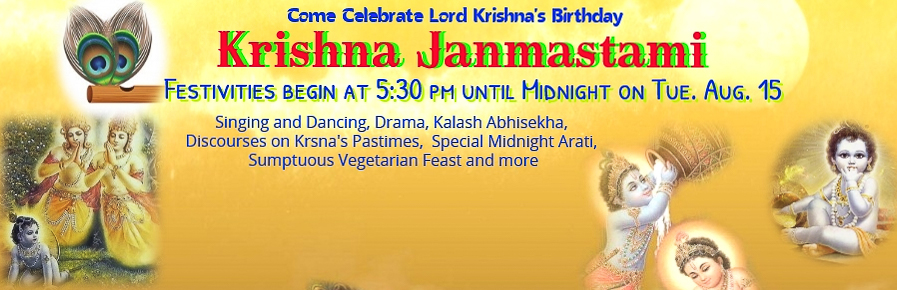 Come Celebrate Lord Krishna's Birthday
Krishna Janmastami
Festivities begin at 5:30 pm until Midnight on Tue. Aug. 15
Singing and Dancing, Drama, Kalash Abhisekha,
Discourses on Krsna's Pastimes, Special Midnight Arati,
Sumptuous Vegetarian Feast and more